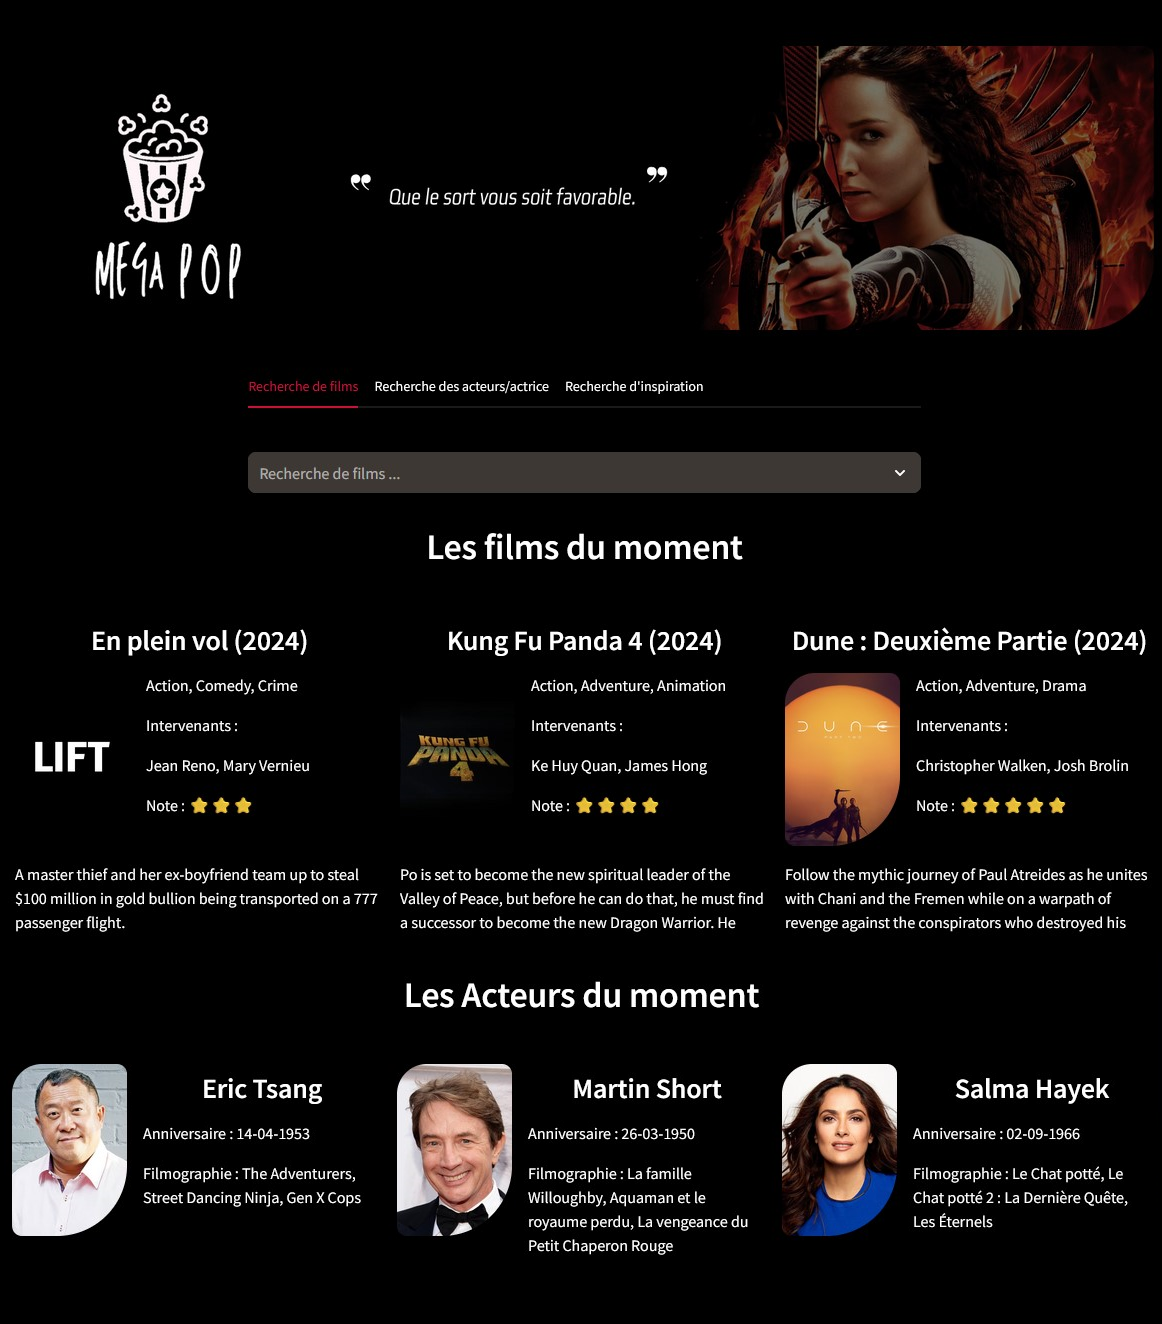 MEGA POP
“ Que le sort vous soit favorable. ”
Recherche de films Recherche des acteurs/actrice Recherche d'inspiration
Recherche de films ...
Les films du moment
En plein vol (2024)
LIFT
Action, Comedy, Crime
Intervenants :
Jean Reno, Mary Vernieu
Note :
A master thief and her ex-boyfriend team up to steal
$100 million in gold bullion being transported on a 777
passenger flight.
Kung Fu Panda 4 (2024)
KUNG FU
PANDA
4
Action, Adventure, Animation
Intervenants :
Ke Huy Quan, James Hong
Note :
Po is set to become the new spiritual leader of the
Valley of Peace, but before he can do that, he must find
a successor to become the new Dragon Warrior. He
Dune : Deuxième Partie (2024)
DUNE
PART TWO
Action, Adventure, Drama
Intervenants :
Christopher Walken, Josh Brolin
Note :
Follow the mythic journey of Paul Atreides as he unites
with Chani and the Fremen while on a warpath of
revenge against the conspirators who destroyed his
Les Acteurs du moment
Eric Tsang
Anniversaire : 14-04-1953
Filmographie : The Adventurers,
Street Dancing Ninja, Gen X Cops
Martin Short
Anniversaire : 26-03-1950
Filmographie : La famille
Willoughby, Aquaman et le
royaume perdu, La vengeance du
Petit Chaperon Rouge
Salma Hayek
Anniversaire : 02-09-1966
Filmographie : Le Chat potté, Le
Chat potté 2 : La Dernière Quête,
Les Éternels